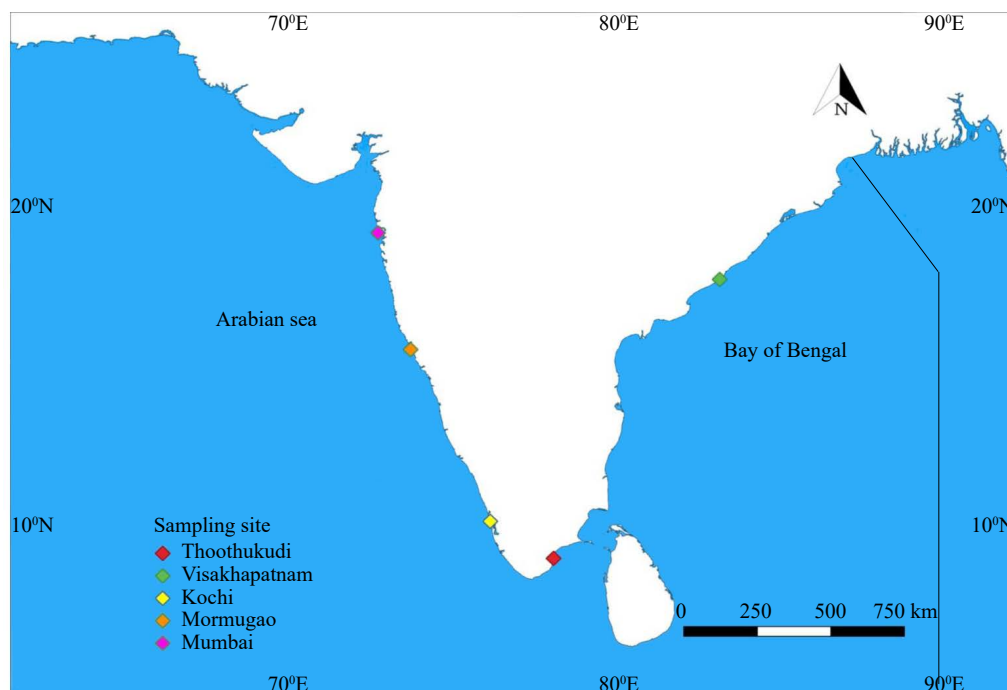 70⁰E 80⁰E 90⁰E
N
20⁰N 20⁰N
Arabian sea
Bay of Bengal
10⁰N 10⁰N
Sampling site
Thoothukudi
Visakhapatnam
Kochi
Mormugao
Mumbai
0 250 500 750 km
70⁰E 80⁰E 90⁰E